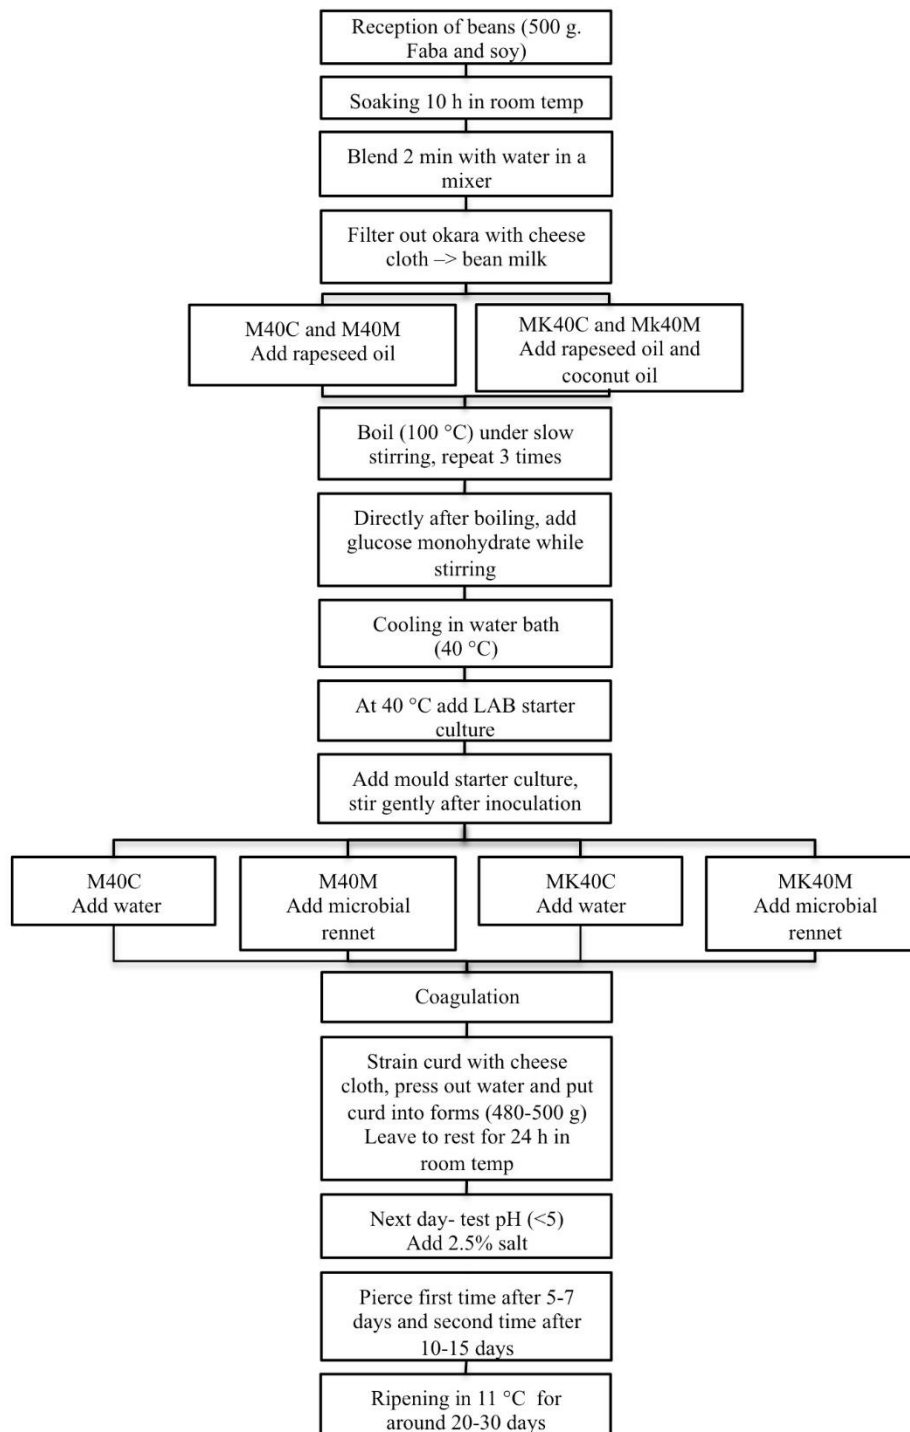 Reception of beans (500 g.
Faba and soy)
Soaking 10 h in room temp
Blend 2 min with water in a
mixer
Filter out okara with cheese
cloth –> bean milk
M40C and M40M
Add rapeseed oil
MK40C and Mk40M
Add rapeseed oil and
coconut oil
Boil (100 °C) under slow
stirring, repeat 3 times
Directly after boiling, add
glucose monohydrate while
stirring
Cooling in water bath
(40 °C)
At 40 °C add LAB starter
culture
Add mould starter culture,
stir gently after inoculation
M40C
Add water
M40M
Add microbial
rennet
MK40C
Add water
MK40M
Add microbial
rennet
Coagulation
Strain curd with cheese
cloth, press out water and put
curd into forms (480-500 g)
Leave to rest for 24 h in
room temp
Next day- test pH (<5)
Add 2.5% salt
Pierce first time after 5-7
days and second time after
10-15 days
Ripening in 11 °C for
around 20-30 days